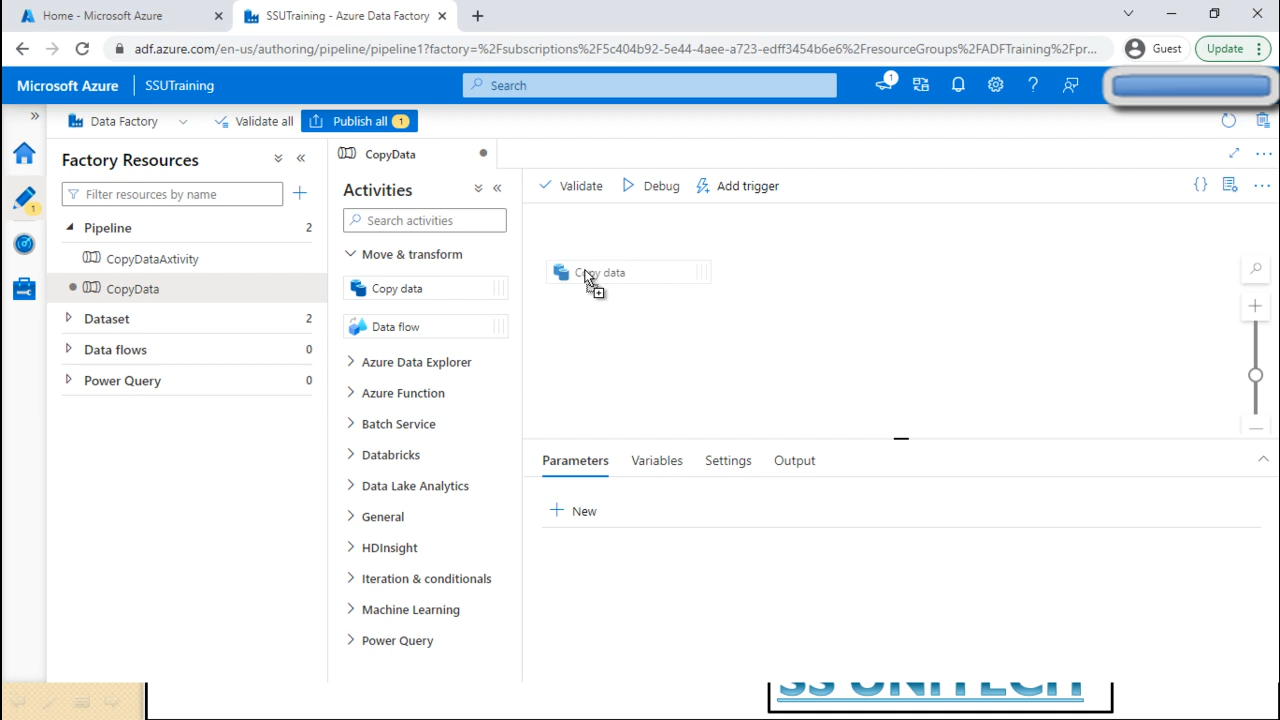 Home - Microsoft Azure
SSUTraining - Azure Data Factory
adf.azure.com/en-us/authoring/pipeline/pipeline1?factory=%2Fsubscriptions%2F5c404b92-5e44-4aee-a723-edff3454b6e6%2FresourceGroups%2FADFTraining%2Fpr...
Guest
Update
Microsoft Azure
SSUTraining
Search
1
Data Factory
Validate all
Publish all 1
Factory Resources
Filter resources by name
1
Pipeline 2
CopyDataAxtivity
CopyData
Dataset 2
Data flows 0
Power Query 0
CopyData
Activities
Search activities
Move & transform
Copy data
Data flow
Azure Data Explorer
Azure Function
Batch Service
Databricks
Data Lake Analytics
General
HDInsight
Iteration & conditionals
Machine Learning
Power Query
Validate
Debug
Add trigger
Copy data
Parameters
Variables
Settings
Output
New
SS UNITECH